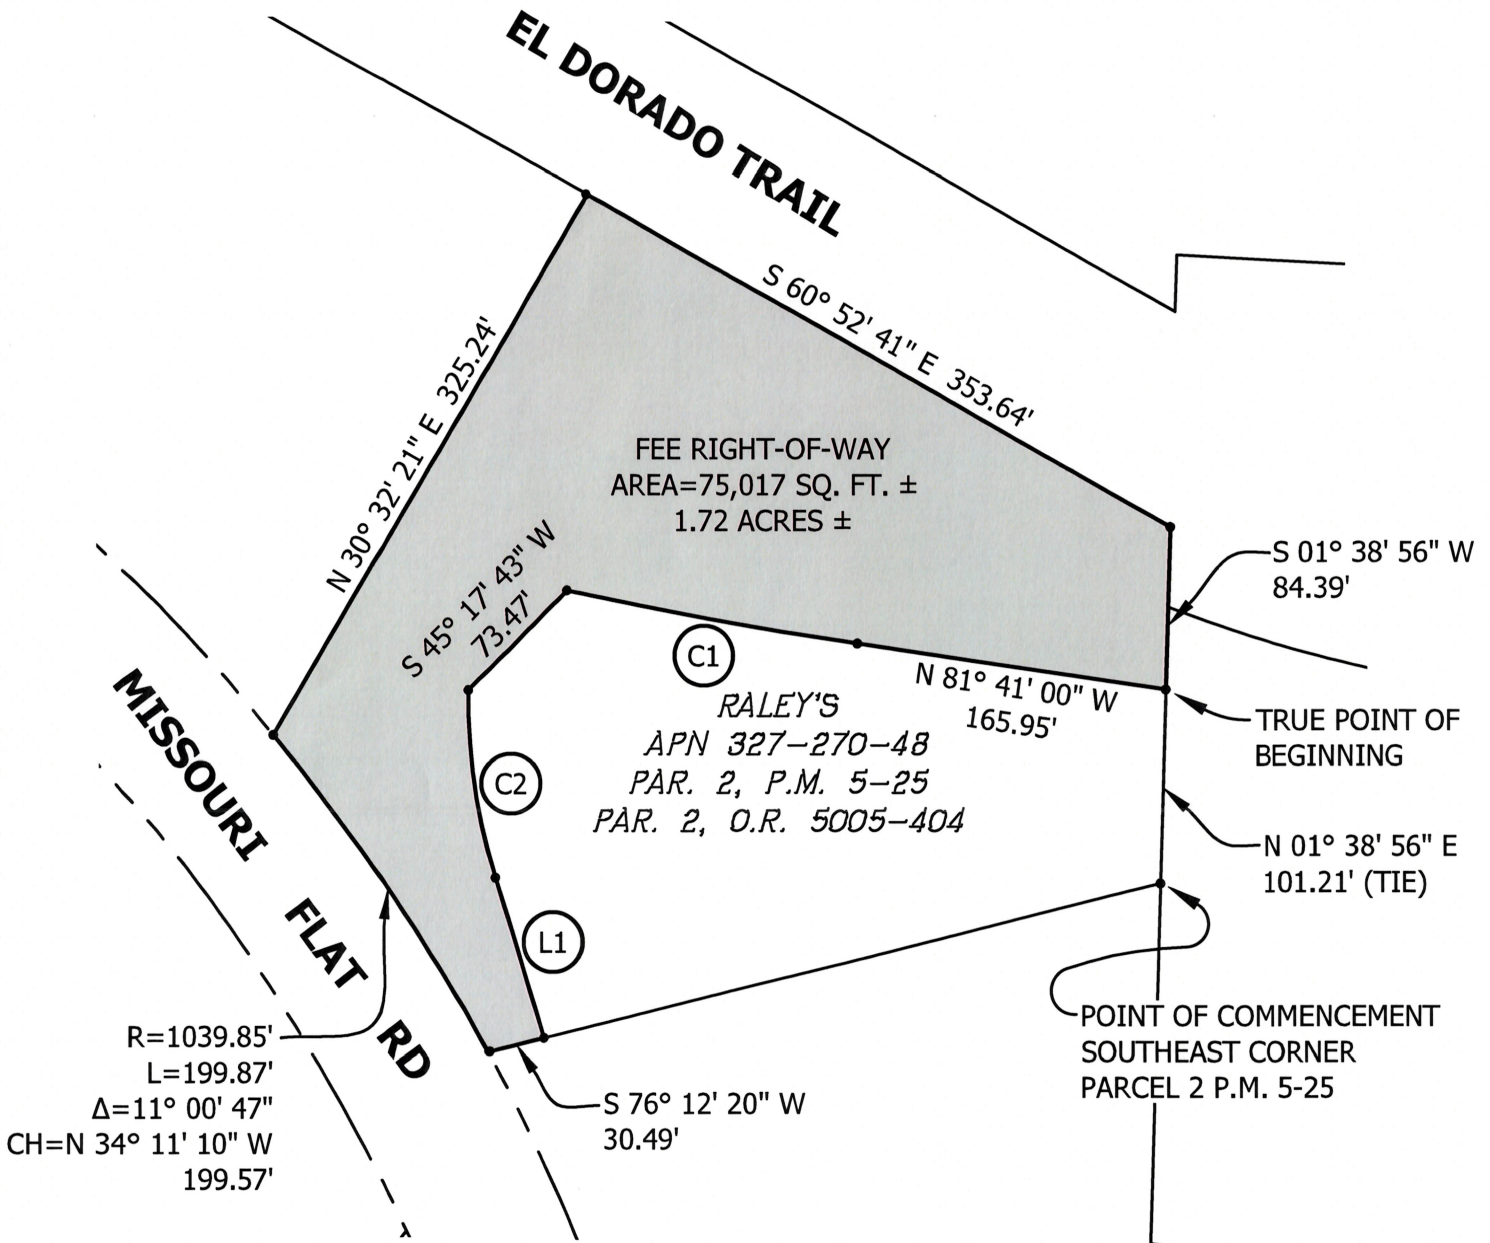 EL DORADO TRAIL
S 60° 52' 41" E 353.64'
N 30° 32' 21" E 325.24'
FEE RIGHT-OF-WAY
AREA=75,017 SQ. FT. ±
1.72 ACRES ±
S 01° 38' 56" W
84.39'
S 45° 17' 43" W
73.47'
C1
N 81° 41' 00" W
165.95'
RALEY'S
APN 327-270-48
PAR. 2, P.M. 5-25
PAR. 2, O.R. 5005-404
TRUE POINT OF
BEGINNING
C2
MISSOURI FLAT RD
N 01° 38' 56" E
101.21' (TIE)
L1
POINT OF COMMENCEMENT
SOUTHEAST CORNER
PARCEL 2 P.M. 5-25
R=1039.85'
L=199.87'
Δ=11° 00' 47"
CH=N 34° 11' 10" W
199.57'
S 76° 12' 20" W
30.49'